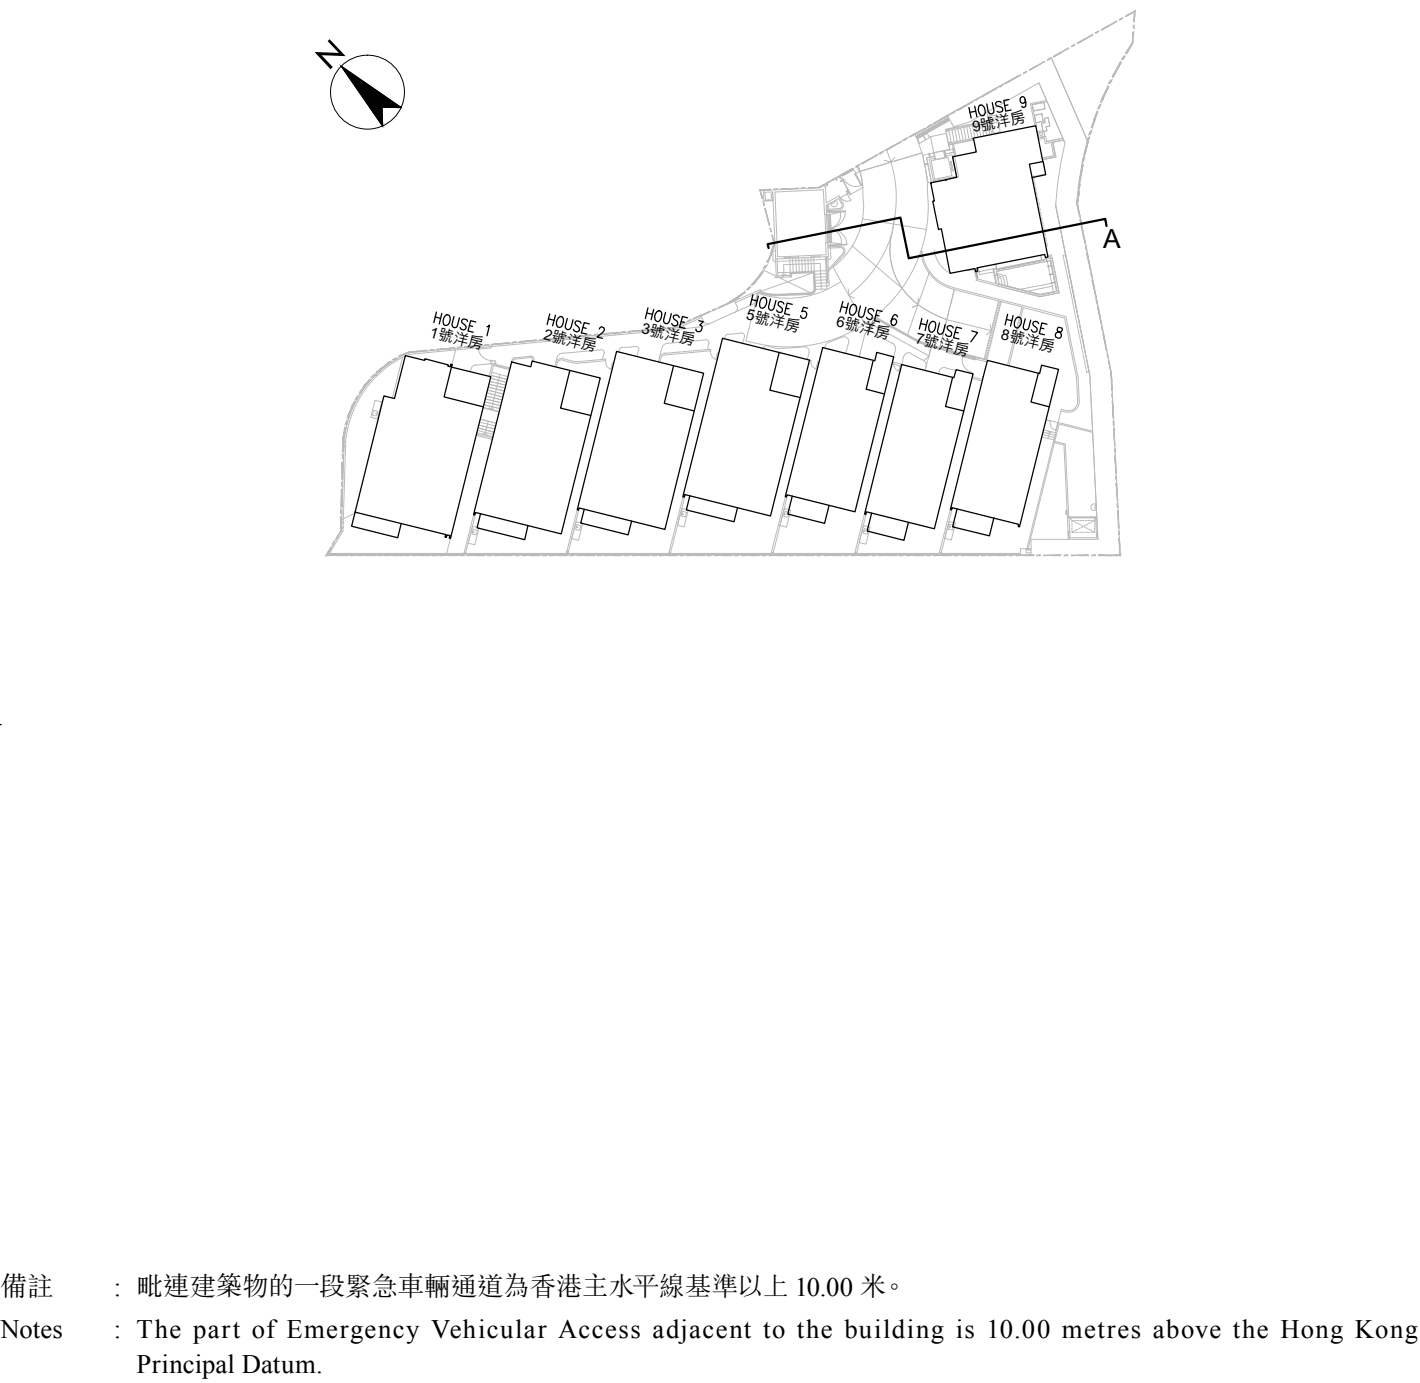 N
HOUSE 9
9號洋房
A
HOUSE 5
5號洋房
HOUSE 6
6號洋房
HOUSE 3
3號洋房
HOUSE 1
1號洋房
HOUSE 2
2號洋房
HOUSE 7
7號洋房
HOUSE 8
8號洋房
備註 : 毗連建築物的一段緊急車輛通道為香港主水平線基準以上 10.00 米。
Notes : The part of Emergency Vehicular Access adjacent to the building is 10.00 metres above the Hong Kong
Principal Datum.